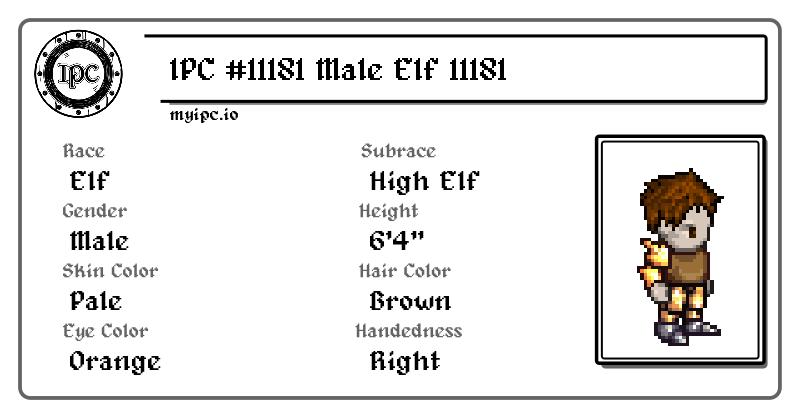 IPC
IPC #11181 Male Elf 11181
myipc.io
Race
Elf
Subrace
High Elf
Gender
Male
Height
6'4"
Skin Color
Pale
Hair Color
Brown
Eye Color
Orange
Handedness
Right